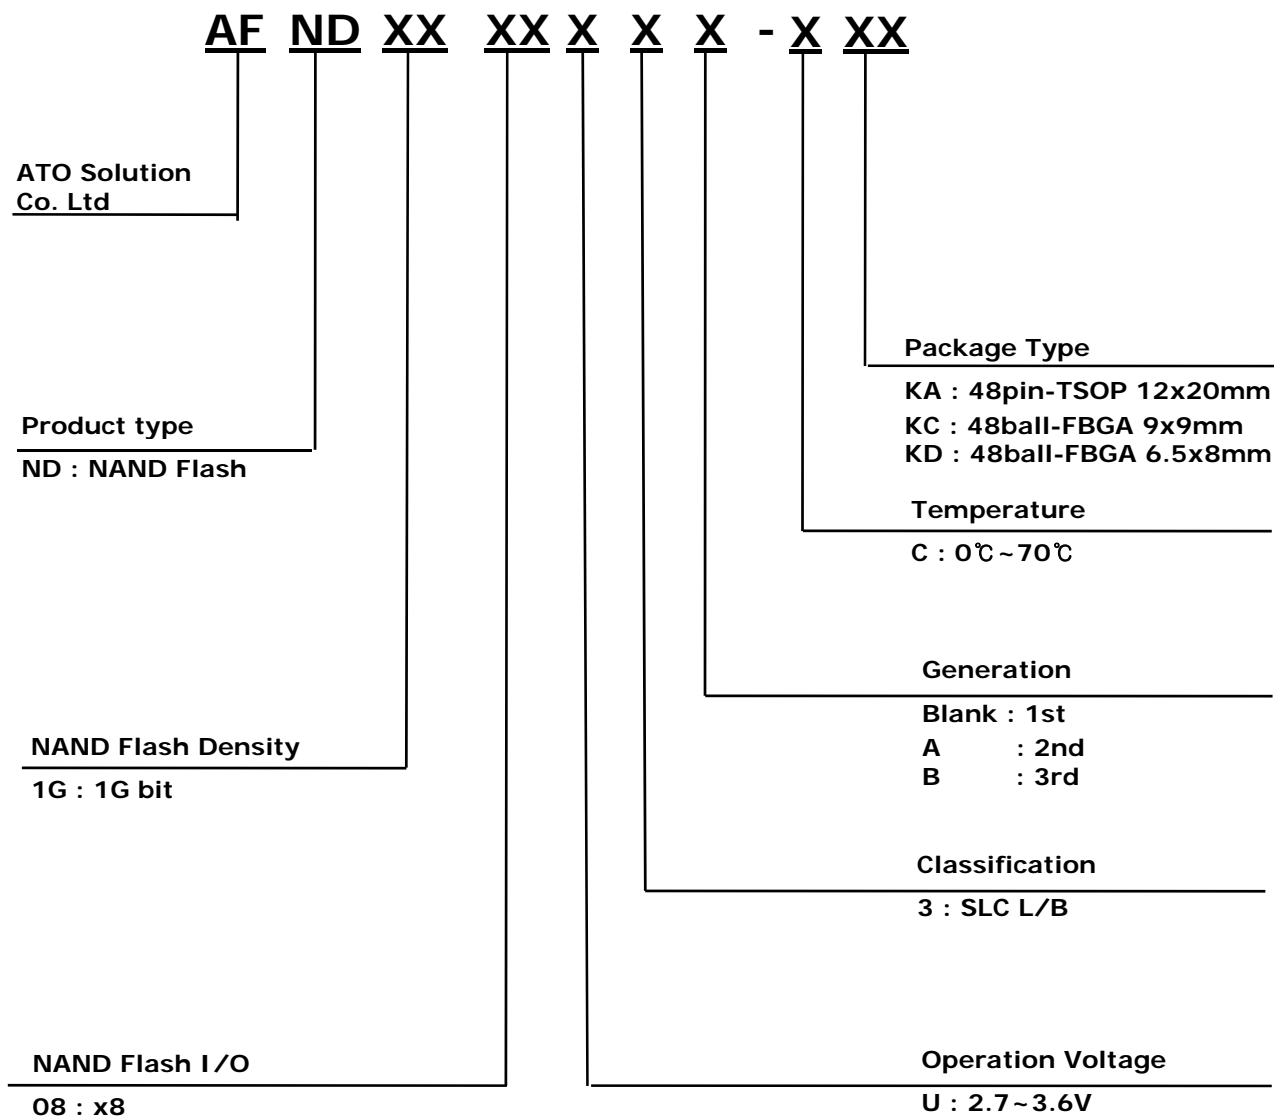 AF ND XX XX X X X - X XX
ATO Solution
Co. Ltd
Package Type
KA : 48pin-TSOP 12x20mm
KC : 48ball-FBGA 9x9mm
KD : 48ball-FBGA 6.5x8mm
Product type
ND : NAND Flash
Temperature
C : 0℃~70℃
Generation
Blank : 1st
A : 2nd
B : 3rd
NAND Flash Density
1G : 1G bit
Classification
3 : SLC L/B
NAND Flash I/O
08 : x8
Operation Voltage
U : 2.7~3.6V